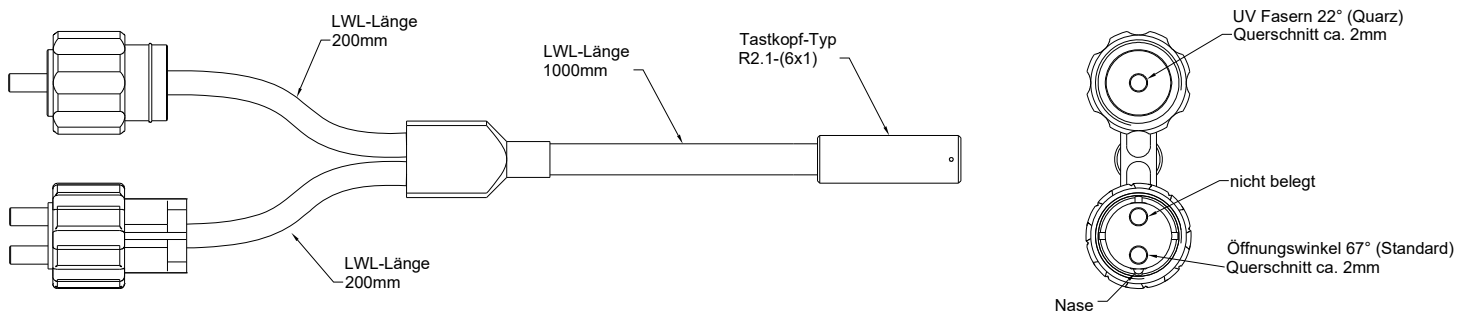 LWL-Länge
200mm
LWL-Länge
1000mm
Tastkopf-Typ
R2.1-(6x1)
LWL-Länge
200mm
UV Fasern 22° (Quarz)
Querschnitt ca. 2mm
nicht belegt
Öffnungswinkel 67° (Standard)
Querschnitt ca. 2mm
Nase